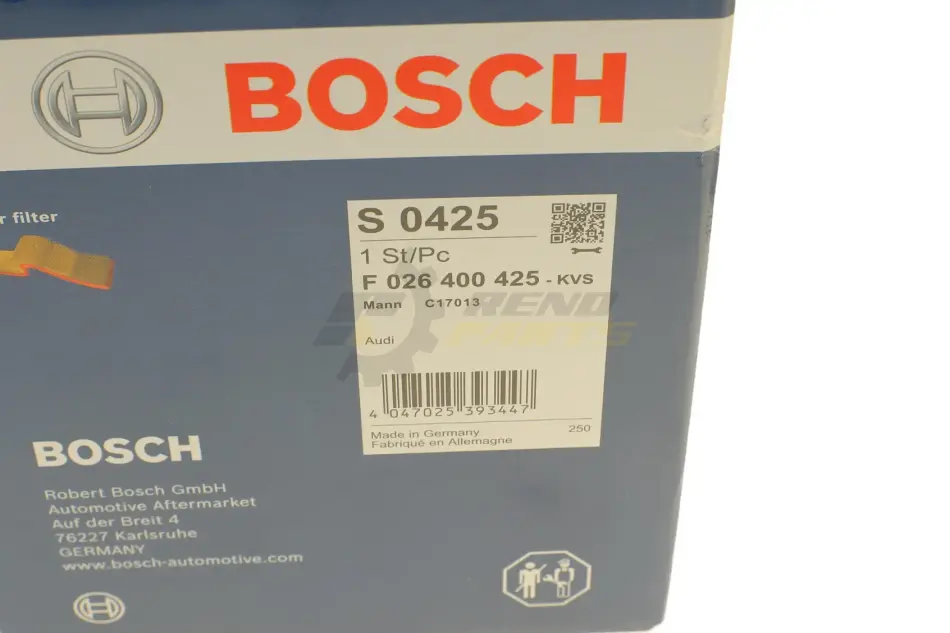 BOSCH
r filter
S 0425
1 St/Pc
F 026 400 425 - KVS
Mann C17013
RENO
PARTS
Audi
4 047025 393447
Made in Germany 250
Fabriqué en Allemagne
BOSCH
Robert Bosch GmbH
Automotive Aftermarket
Auf der Breit 4
76227 Karlsruhe
GERMANY
www.bosch-automotive.com